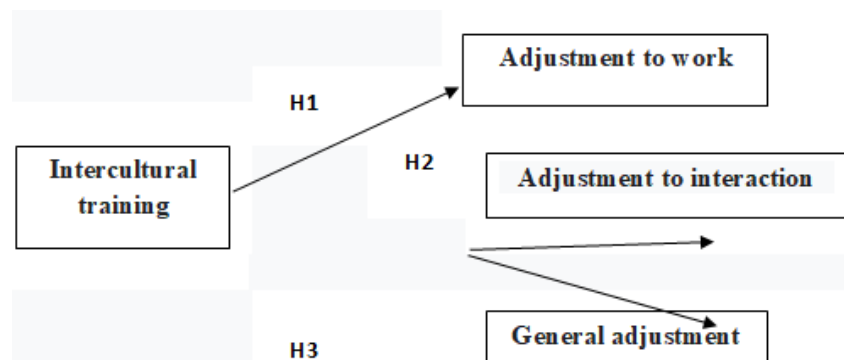 Adjustment to work
H1
Intercultural
training
H2
Adjustment to interaction
General adjustment
H3